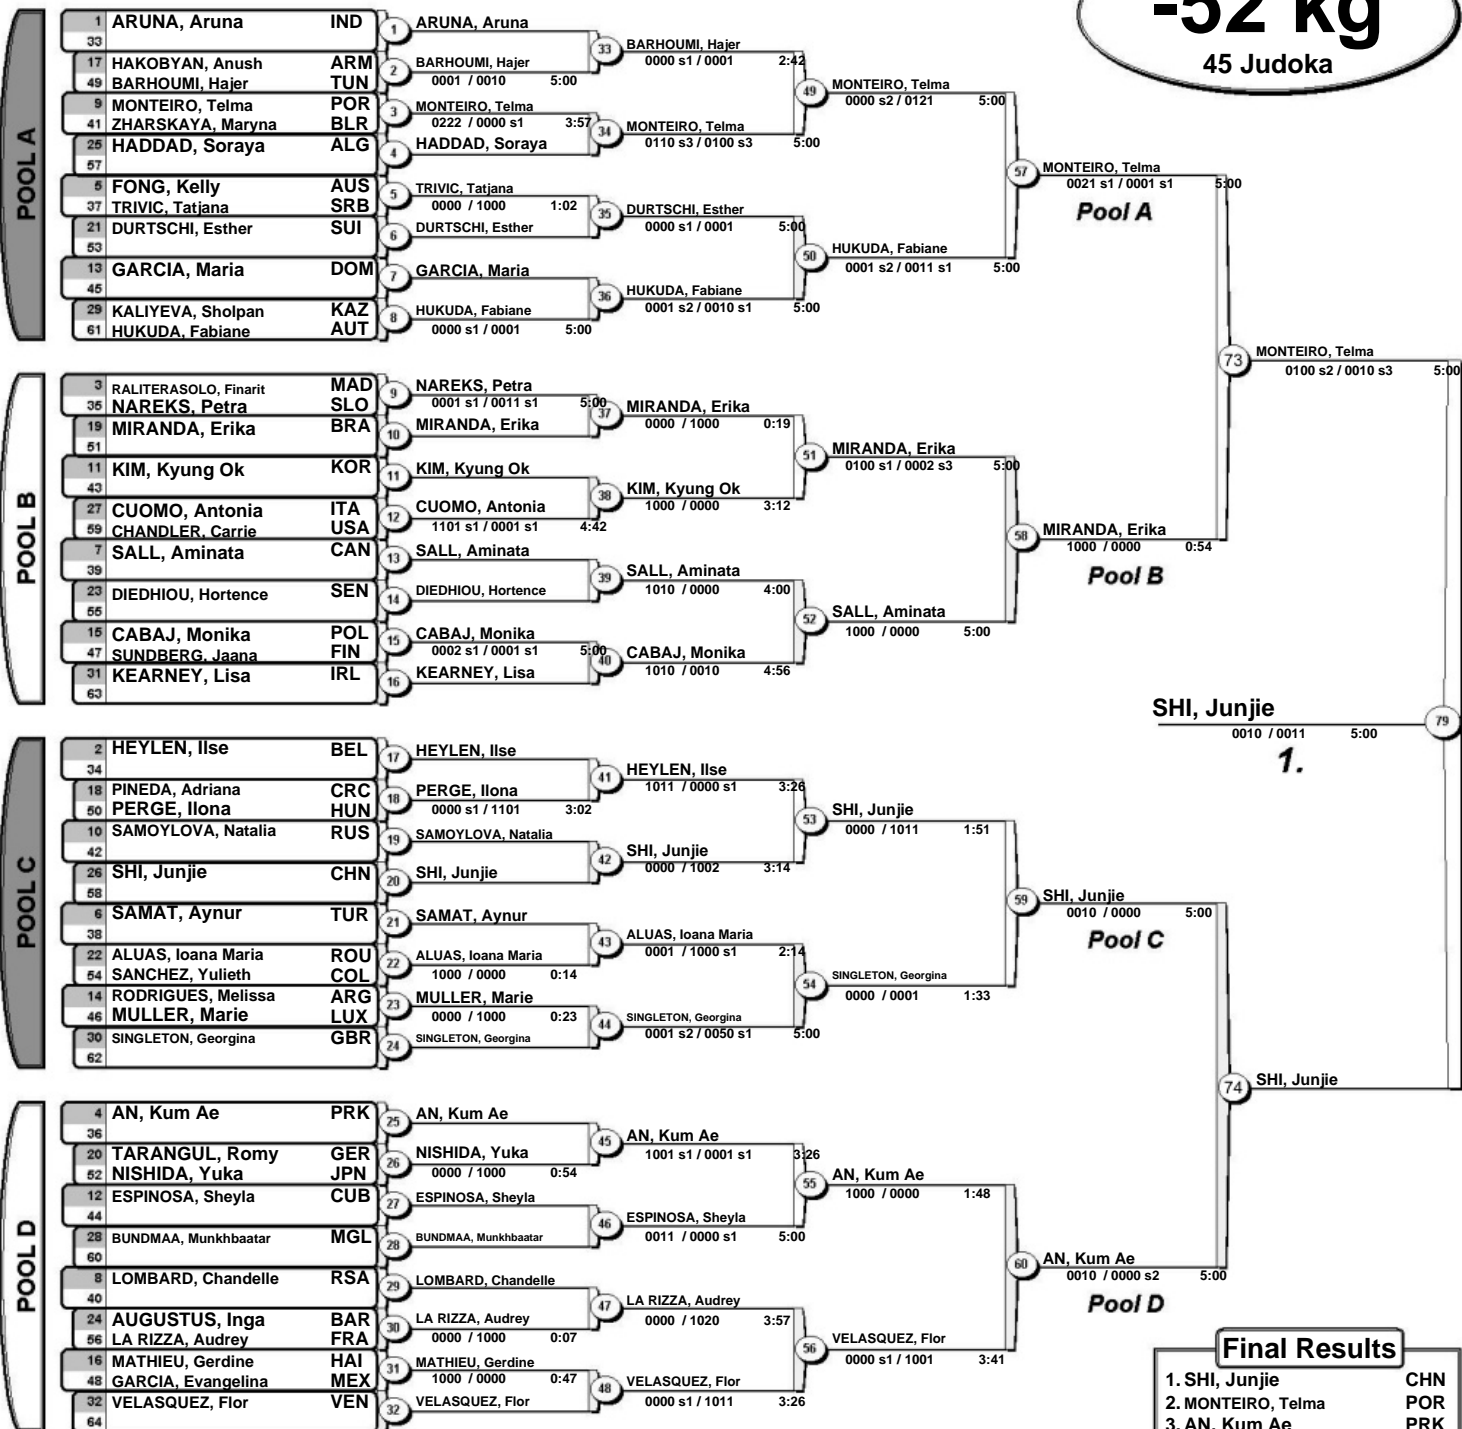 -52 kg
45 Judoka
POOL A
1 ARUNA, Aruna IND
33
17 HAKOBYAN, Anush ARM
49 BARHOUMI, Hajer TUN
9 MONTEIRO, Telma POR
41 ZHARSKAYA, Maryna BLR
25 HADDAD, Soraya ALG
57
5 FONG, Kelly AUS
37 TRIVIC, Tatjana SRB
21 DURTSCHI, Esther SUI
53
13 GARCIA, Maria DOM
45
29 KALIYEVA, Sholpan KAZ
61 HUKUDA, Fabiane AUT
1 ARUNA, Aruna
2 BARHOUMI, Hajer
0001 / 0010 5:00
3 MONTEIRO, Telma
0222 / 0000 s1 3:57
4 HADDAD, Soraya
5 TRIVIC, Tatjana
0000 / 1000 1:02
6 DURTSCHI, Esther
7 GARCIA, Maria
8 HUKUDA, Fabiane
0000 s1 / 0001 5:00
33 BARHOUMI, Hajer
0000 s1 / 0001 2:42
34 MONTEIRO, Telma
0110 s3 / 0100 s3 5:00
35 DURTSCHI, Esther
0000 s1 / 0001 5:00
36 HUKUDA, Fabiane
0001 s2 / 0010 s1 5:00
49 MONTEIRO, Telma
0000 s2 / 0121 5:00
50 HUKUDA, Fabiane
0001 s2 / 0011 s1 5:00
57 MONTEIRO, Telma
0021 s1 / 0001 s1 5:00
Pool A
POOL B
3 RALITERASOLO, Finarit MAD
35 NAREKS, Petra SLO
19 MIRANDA, Erika BRA
51
11 KIM, Kyung Ok KOR
43
27 CUOMO, Antonia ITA
59 CHANDLER, Carrie USA
7 SALL, Aminata CAN
39
23 DIEDHIOU, Hortence SEN
55
15 CABAJ, Monika POL
47 SUNDBERG, Jaana FIN
31 KEARNEY, Lisa IRL
63
9 NAREKS, Petra
0001 s1 / 0011 s1 5:00
10 MIRANDA, Erika
11 KIM, Kyung Ok
12 CUOMO, Antonia
1101 s1 / 0001 s1 4:42
13 SALL, Aminata
14 DIEDHIOU, Hortence
15 CABAJ, Monika
0002 s1 / 0001 s1 5:00
16 KEARNEY, Lisa
37 MIRANDA, Erika
0000 / 1000 0:19
38 KIM, Kyung Ok
1000 / 0000 3:12
39 SALL, Aminata
1010 / 0000 4:00
40 CABAJ, Monika
1010 / 0010 4:56
51 MIRANDA, Erika
0100 s1 / 0002 s3 5:00
52 SALL, Aminata
1000 / 0000 5:00
58 MIRANDA, Erika
1000 / 0000 0:54
Pool B
73 MONTEIRO, Telma
0100 s2 / 0010 s3 5:00
SHI, Junjie 79
0010 / 0011 5:00
1.
POOL C
2 HEYLEN, Ilse BEL
34
18 PINEDA, Adriana CRC
50 PERGE, Ilona HUN
10 SAMOYLOVA, Natalia RUS
42
26 SHI, Junjie CHN
58
6 SAMAT, Aynur TUR
38
22 ALUAS, Ioana Maria ROU
54 SANCHEZ, Yulieth COL
14 RODRIGUES, Melissa ARG
46 MULLER, Marie LUX
30 SINGLETON, Georgina GBR
62
17 HEYLEN, Ilse
18 PERGE, Ilona
0000 s1 / 1101 3:02
19 SAMOYLOVA, Natalia
20 SHI, Junjie
21 SAMAT, Aynur
22 ALUAS, Ioana Maria
1000 / 0000 0:14
23 MULLER, Marie
0000 / 1000 0:23
24 SINGLETON, Georgina
41 HEYLEN, Ilse
1011 / 0000 s1 3:26
42 SHI, Junjie
0000 / 1002 3:14
43 ALUAS, Ioana Maria
0001 / 1000 s1 2:14
44 SINGLETON, Georgina
0001 s2 / 0050 s1 5:00
53 SHI, Junjie
0000 / 1011 1:51
54 SINGLETON, Georgina
0000 / 0001 1:33
59 SHI, Junjie
0010 / 0000 5:00
Pool C
POOL D
4 AN, Kum Ae PRK
36
20 TARANGUL, Romy GER
52 NISHIDA, Yuka JPN
12 ESPINOSA, Sheyla CUB
44
28 BUNDMAA, Munkhbaatar MGL
60
8 LOMBARD, Chandelle RSA
40
24 AUGUSTUS, Inga BAR
56 LA RIZZA, Audrey FRA
16 MATHIEU, Gerdine HAI
48 GARCIA, Evangelina MEX
32 VELASQUEZ, Flor VEN
64
25 AN, Kum Ae
26 NISHIDA, Yuka
0000 / 1000 0:54
27 ESPINOSA, Sheyla
28 BUNDMAA, Munkhbaatar
29 LOMBARD, Chandelle
30 LA RIZZA, Audrey
0000 / 1000 0:07
31 MATHIEU, Gerdine
1000 / 0000 0:47
32 VELASQUEZ, Flor
45 AN, Kum Ae
1001 s1 / 0001 s1 3:26
46 ESPINOSA, Sheyla
0011 / 0000 s1 5:00
47 LA RIZZA, Audrey
0000 / 1020 3:57
48 VELASQUEZ, Flor
0000 s1 / 1011 3:26
55 AN, Kum Ae
1000 / 0000 1:48
56 VELASQUEZ, Flor
0000 s1 / 1001 3:41
60 AN, Kum Ae
0010 / 0000 s2 5:00
Pool D
74 SHI, Junjie
Final Results
1. SHI, Junjie CHN
2. MONTEIRO, Telma POR
3. AN, Kum Ae PRK